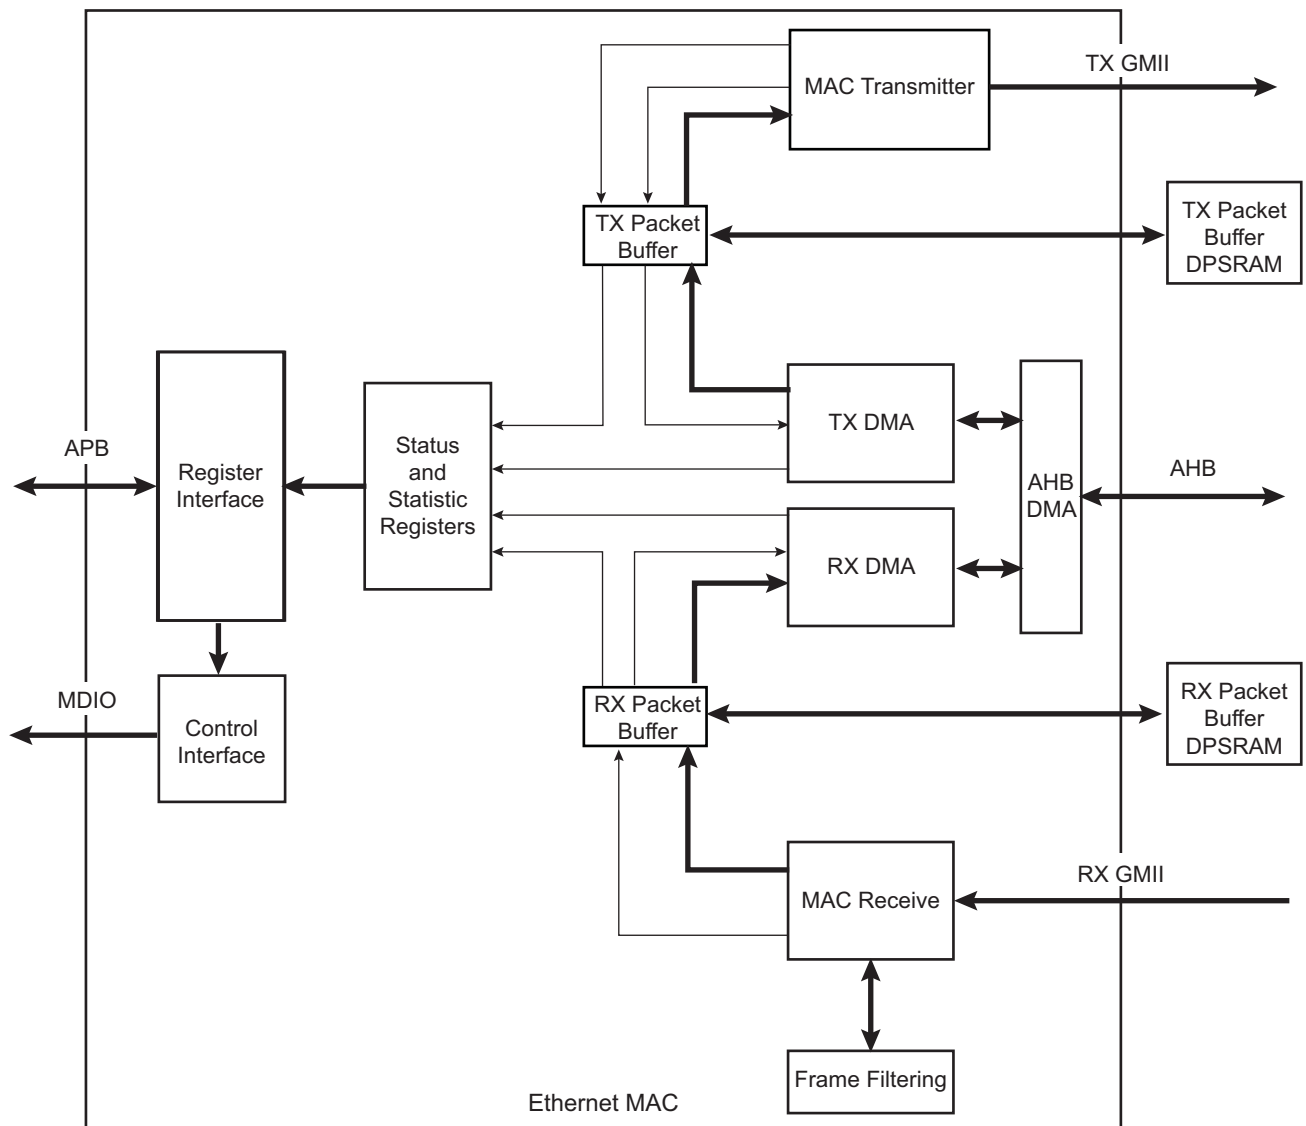 MAC Transmitter
TX GMII
TX Packet
Buffer
TX Packet
Buffer
DPSRAM
APB
Register
Interface
Status
and
Statistic
Registers
TX DMA
RX DMA
AHB
DMA
AHB
MDIO
Control
Interface
RX Packet
Buffer
RX Packet
Buffer
DPSRAM
MAC Receive
RX GMII
Frame Filtering
Ethernet MAC